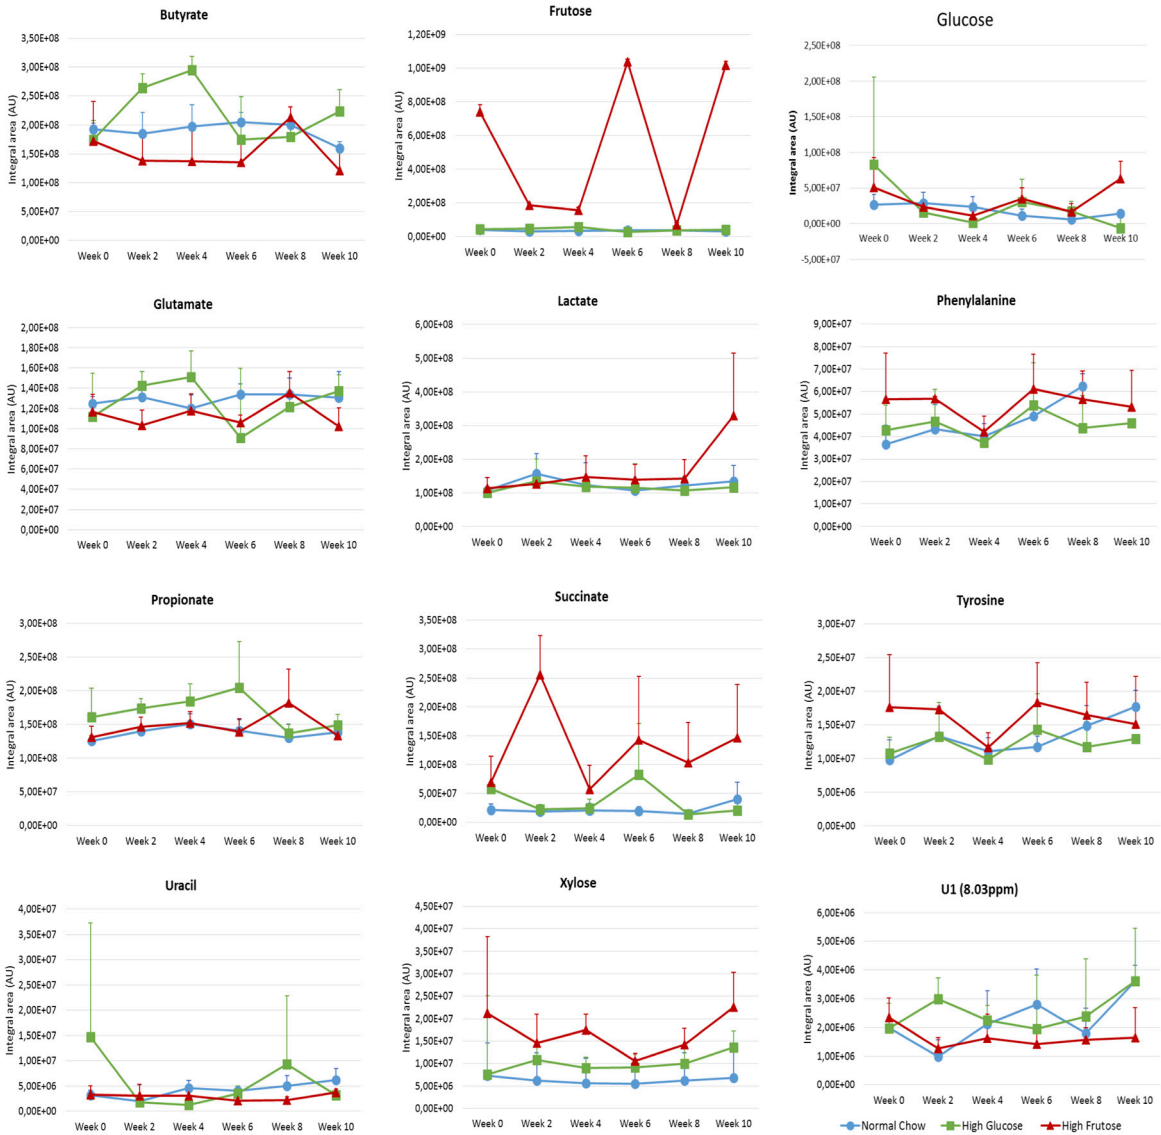 Butyrate
Integral area (AU)
3,50E+08
3,00E+08
2,50E+08
2,00E+08
1,50E+08
1,00E+08
5,00E+07
0,00E+00
Week 0 Week 2 Week 4 Week 6 Week 8 Week 10
Frutose
Integral area (AU)
1,20E+09
1,00E+09
8,00E+08
6,00E+08
4,00E+08
2,00E+08
0,00E+00
Week 0 Week 2 Week 4 Week 6 Week 8 Week 10
Glucose
Integral area (AU)
2,50E+08
2,00E+08
1,50E+08
1,00E+08
5,00E+07
0,00E+00
-5,00E+07
Week 0 Week 2 Week 4 Week 6 Week 8 Week 10
Glutamate
Integral area (AU)
2,00E+08
1,80E+08
1,60E+08
1,40E+08
1,20E+08
1,00E+08
8,00E+07
6,00E+07
4,00E+07
2,00E+07
0,00E+00
Week 0 Week 2 Week 4 Week 6 Week 8 Week 10
Lactate
Integral area (AU)
6,00E+08
5,00E+08
4,00E+08
3,00E+08
2,00E+08
1,00E+08
0,00E+00
Week 0 Week 2 Week 4 Week 6 Week 8 Week 10
Phenylalanine
Integral area (AU)
9,00E+07
8,00E+07
7,00E+07
6,00E+07
5,00E+07
4,00E+07
3,00E+07
2,00E+07
1,00E+07
0,00E+00
Week 0 Week 2 Week 4 Week 6 Week 8 Week 10
Propionate
Integral area (AU)
3,00E+08
2,50E+08
2,00E+08
1,50E+08
1,00E+08
5,00E+07
0,00E+00
Week 0 Week 2 Week 4 Week 6 Week 8 Week 10
Succinate
Integral area (AU)
3,50E+08
3,00E+08
2,50E+08
2,00E+08
1,50E+08
1,00E+08
5,00E+07
0,00E+00
Week 0 Week 2 Week 4 Week 6 Week 8 Week 10
Tyrosine
Integral area (AU)
3,00E+07
2,50E+07
2,00E+07
1,50E+07
1,00E+07
5,00E+06
0,00E+00
Week 0 Week 2 Week 4 Week 6 Week 8 Week 10
Uracil
Integral area (AU)
4,00E+07
3,50E+07
3,00E+07
2,50E+07
2,00E+07
1,50E+07
1,00E+07
5,00E+06
0,00E+00
Week 0 Week 2 Week 4 Week 6 Week 8 Week 10
Xylose
Integral area (AU)
4,50E+07
4,00E+07
3,50E+07
3,00E+07
2,50E+07
2,00E+07
1,50E+07
1,00E+07
5,00E+06
0,00E+00
Week 0 Week 2 Week 4 Week 6 Week 8 Week 10
U1 (8.03ppm)
Integral area (AU)
6,00E+06
5,00E+06
4,00E+06
3,00E+06
2,00E+06
1,00E+06
0,00E+00
Week 0 Week 2 Week 4 Week 6 Week 8 Week 10
Normal Chow High Glucose High Frutose